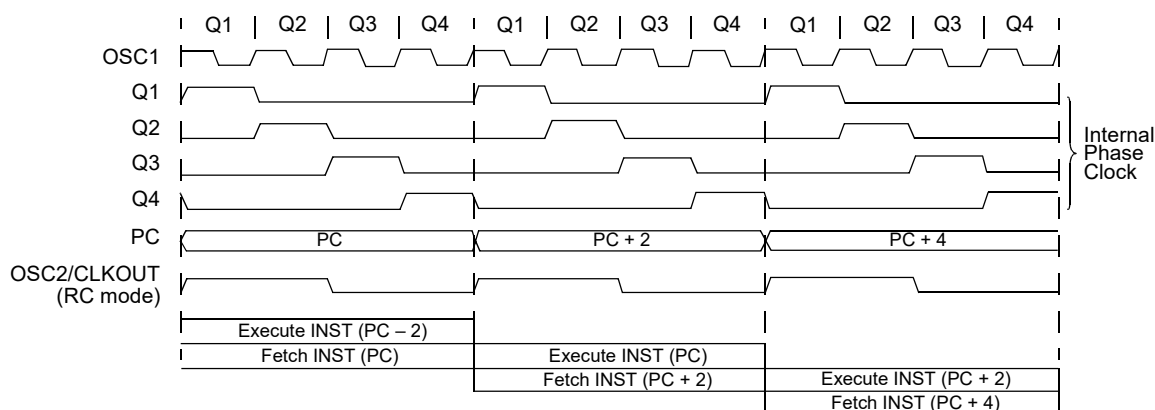 Q1 Q2 Q3 Q4 Q1 Q2 Q3 Q4 Q1 Q2 Q3 Q4
OSC1
Q1
Q2
Q3
Q4
Internal
Phase
Clock
PC PC PC + 2 PC + 4
OSC2/CLKOUT
(RC mode)
Execute INST (PC – 2)
Fetch INST (PC) Execute INST (PC)
Fetch INST (PC + 2) Execute INST (PC + 2)
Fetch INST (PC + 4)